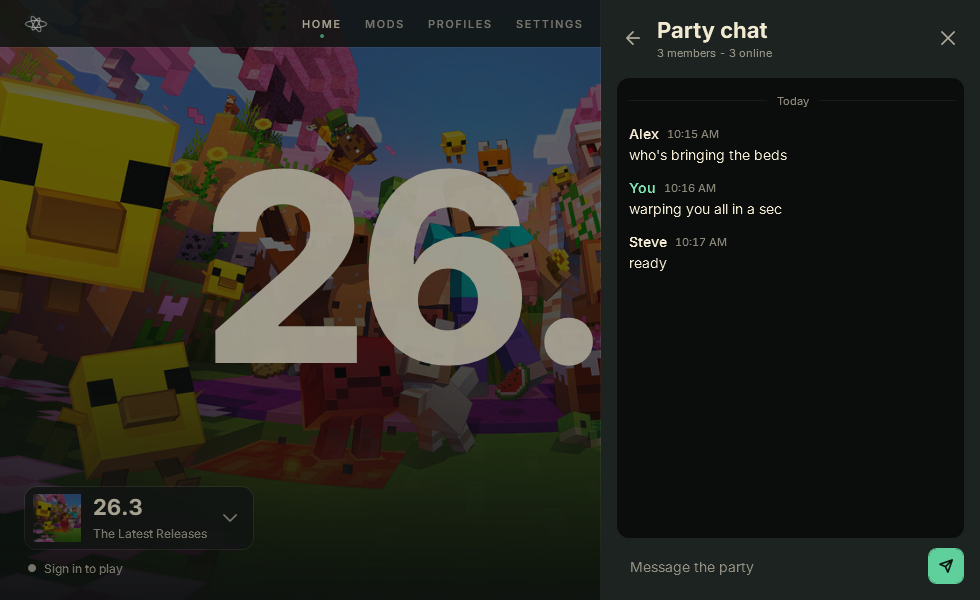 HOME MODS PROFILES SETTINGS
26.
26.3
The Latest Releases
Sign in to play
Party chat
3 members - 3 online
Today
Alex 10:15 AM
who's bringing the beds
You 10:16 AM
warping you all in a sec
Steve 10:17 AM
ready
Message the party